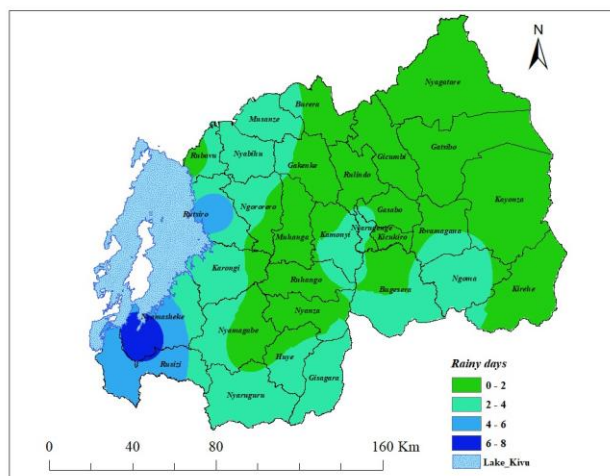 N
Nyagatare
Burera
Musanze
Gatsibo
Rubavu
Nyabihu
Gakenke
Gicumbi
Rulindo
Kayonza
Rutsiro
Ngororero
Gasabo
Kamonyi
Nyarugenge
Rwamagana
Muhanga
Kicukiro
Karongi
Ruhango
Ngoma
Kirehe
Bugesera
Nyanza
Nyamasheke
Nyamagabe
Huye
Rusizi
Gisagara
Nyaruguru
Rainy days
0 - 2
2 - 4
4 - 6
6 - 8
Lake_Kivu
0 40 80 160 Km